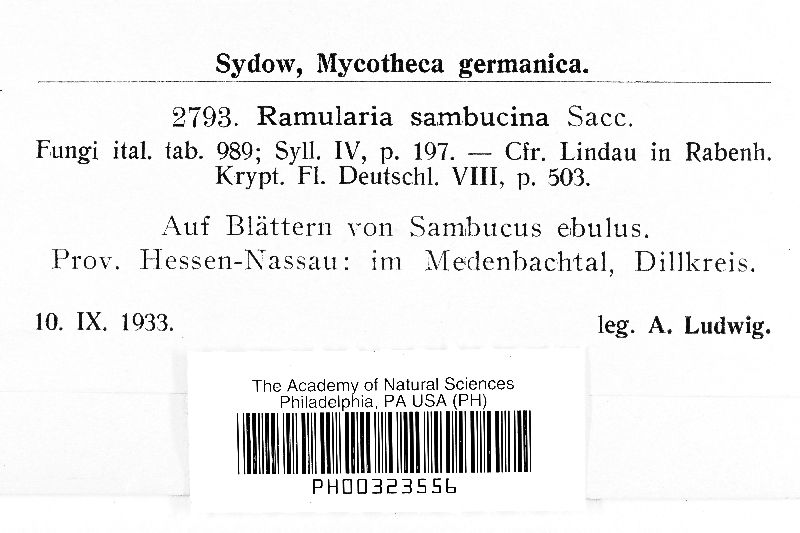 Sydow, Mycotheca germanica.
2793. Ramularia sambucina Sacc.
Fungi ital. tab. 989; Syll. IV, p. 197. — Cfr. Lindau in Rabenh.
Krypt. Fl. Deutschl. VIII, p. 503.
Auf Blättern von Sambucus ebulus.
Prov. Hessen-Nassau: im Medenbachtal, Dillkreis.
10. IX. 1933. leg. A. Ludwig.
The Academy of Natural Sciences
Philadelphia, PA USA (PH)
PH00323556